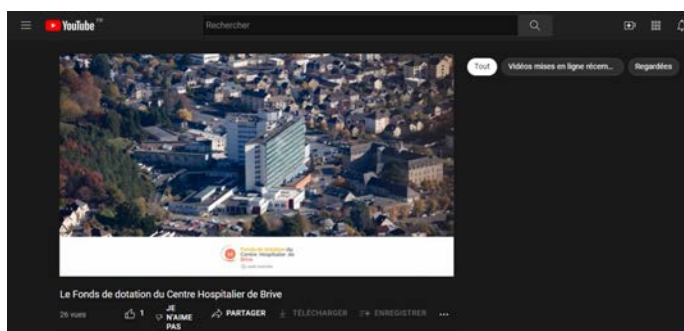 YouTube FR
Rechercher
Tout
Vidéos mises en ligne récem...
Regardées
Fonds de dotation du
Centre Hospitalier de
Brive
Le Fonds de dotation du Centre Hospitalier de Brive
26 vues
1
JE N'AIME PAS
PARTAGER
TÉLÉCHARGER
ENREGISTRER
...